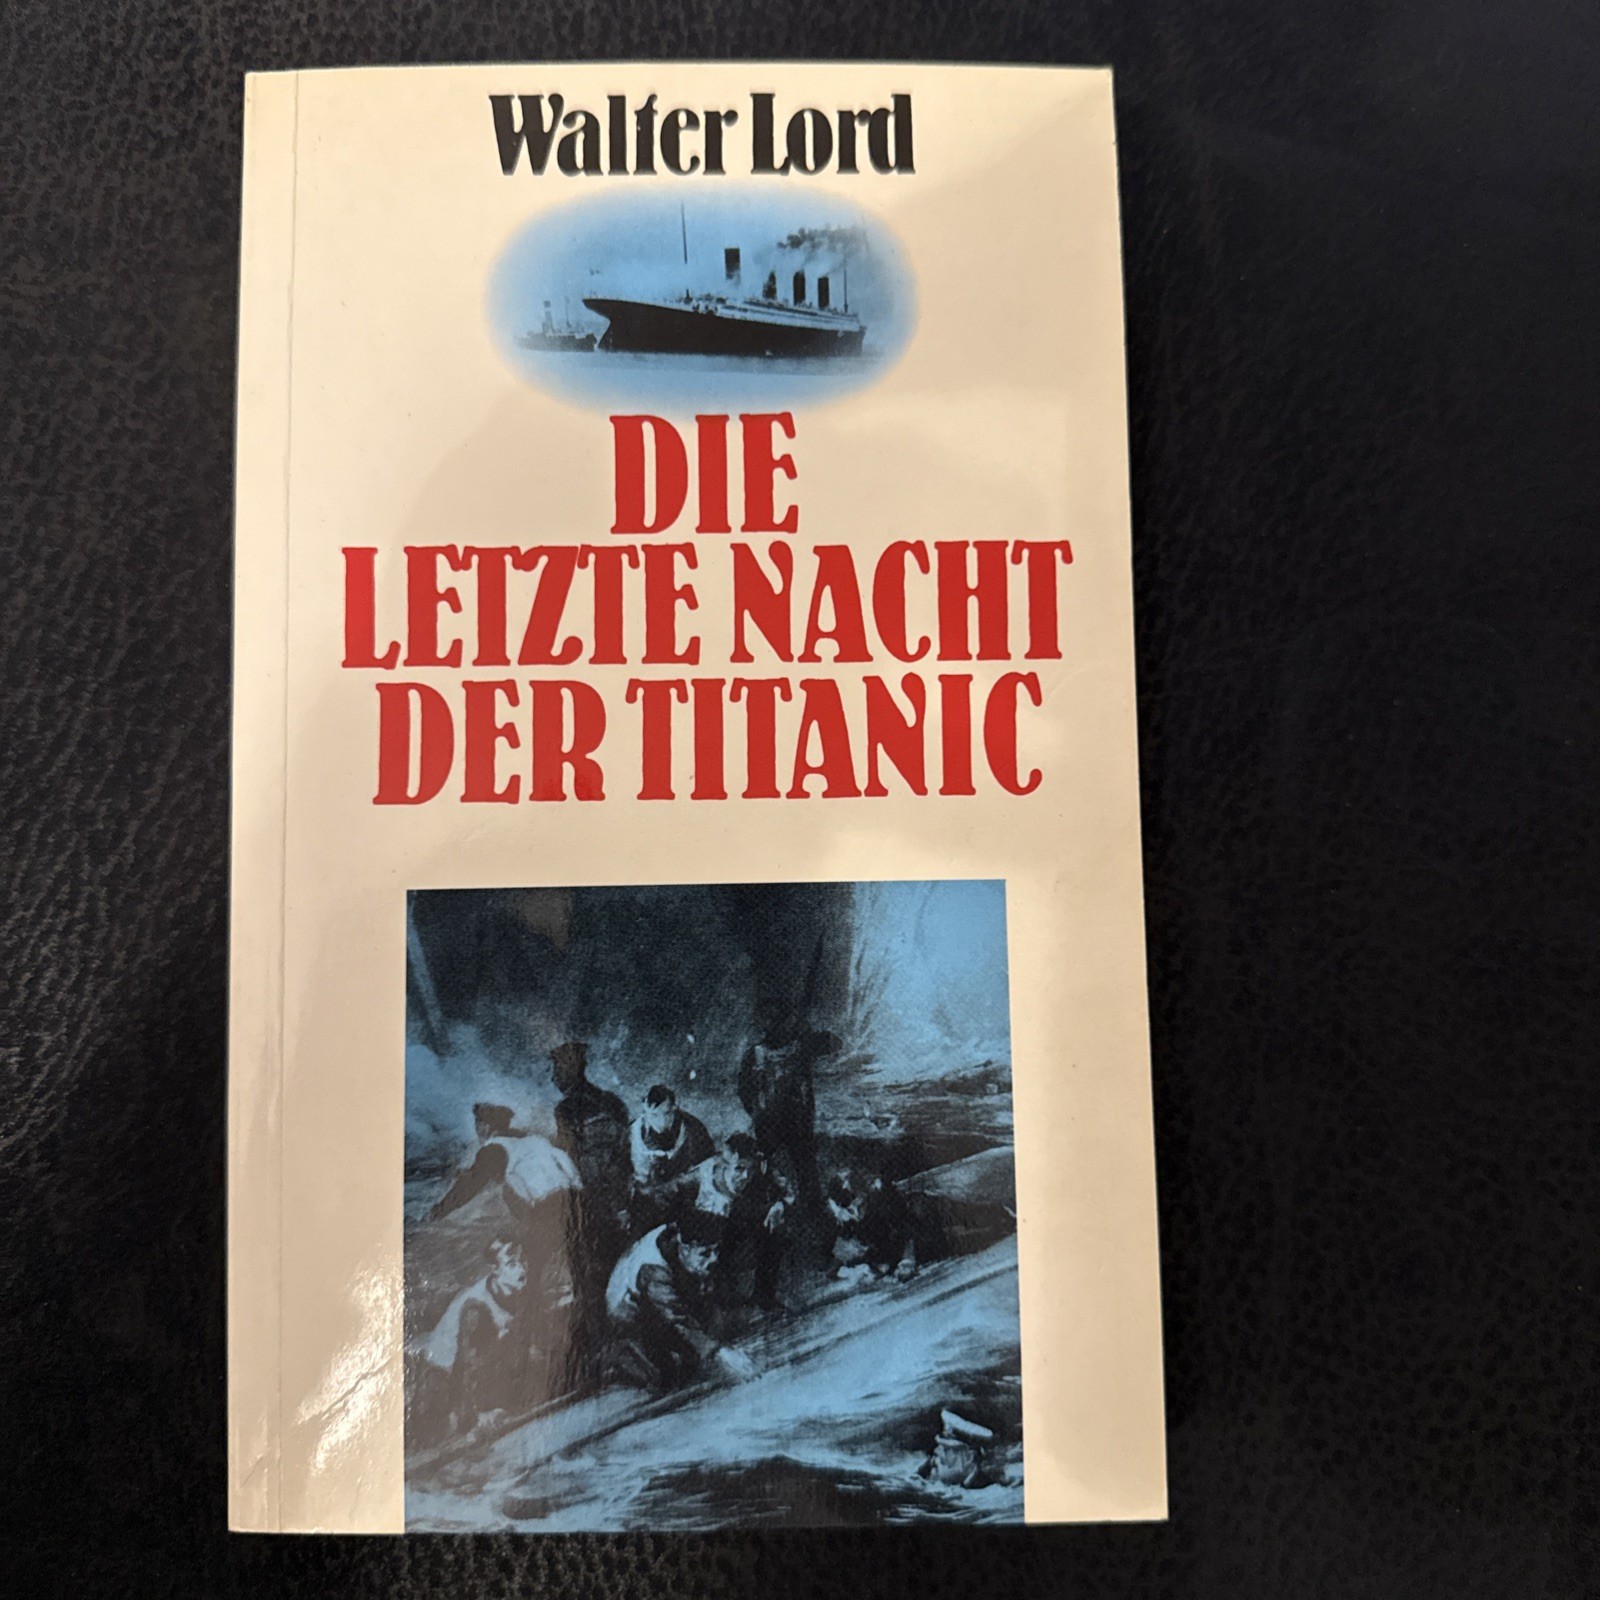 Walter Lord
DIE
LETZTE NACHT
DER TITANIC